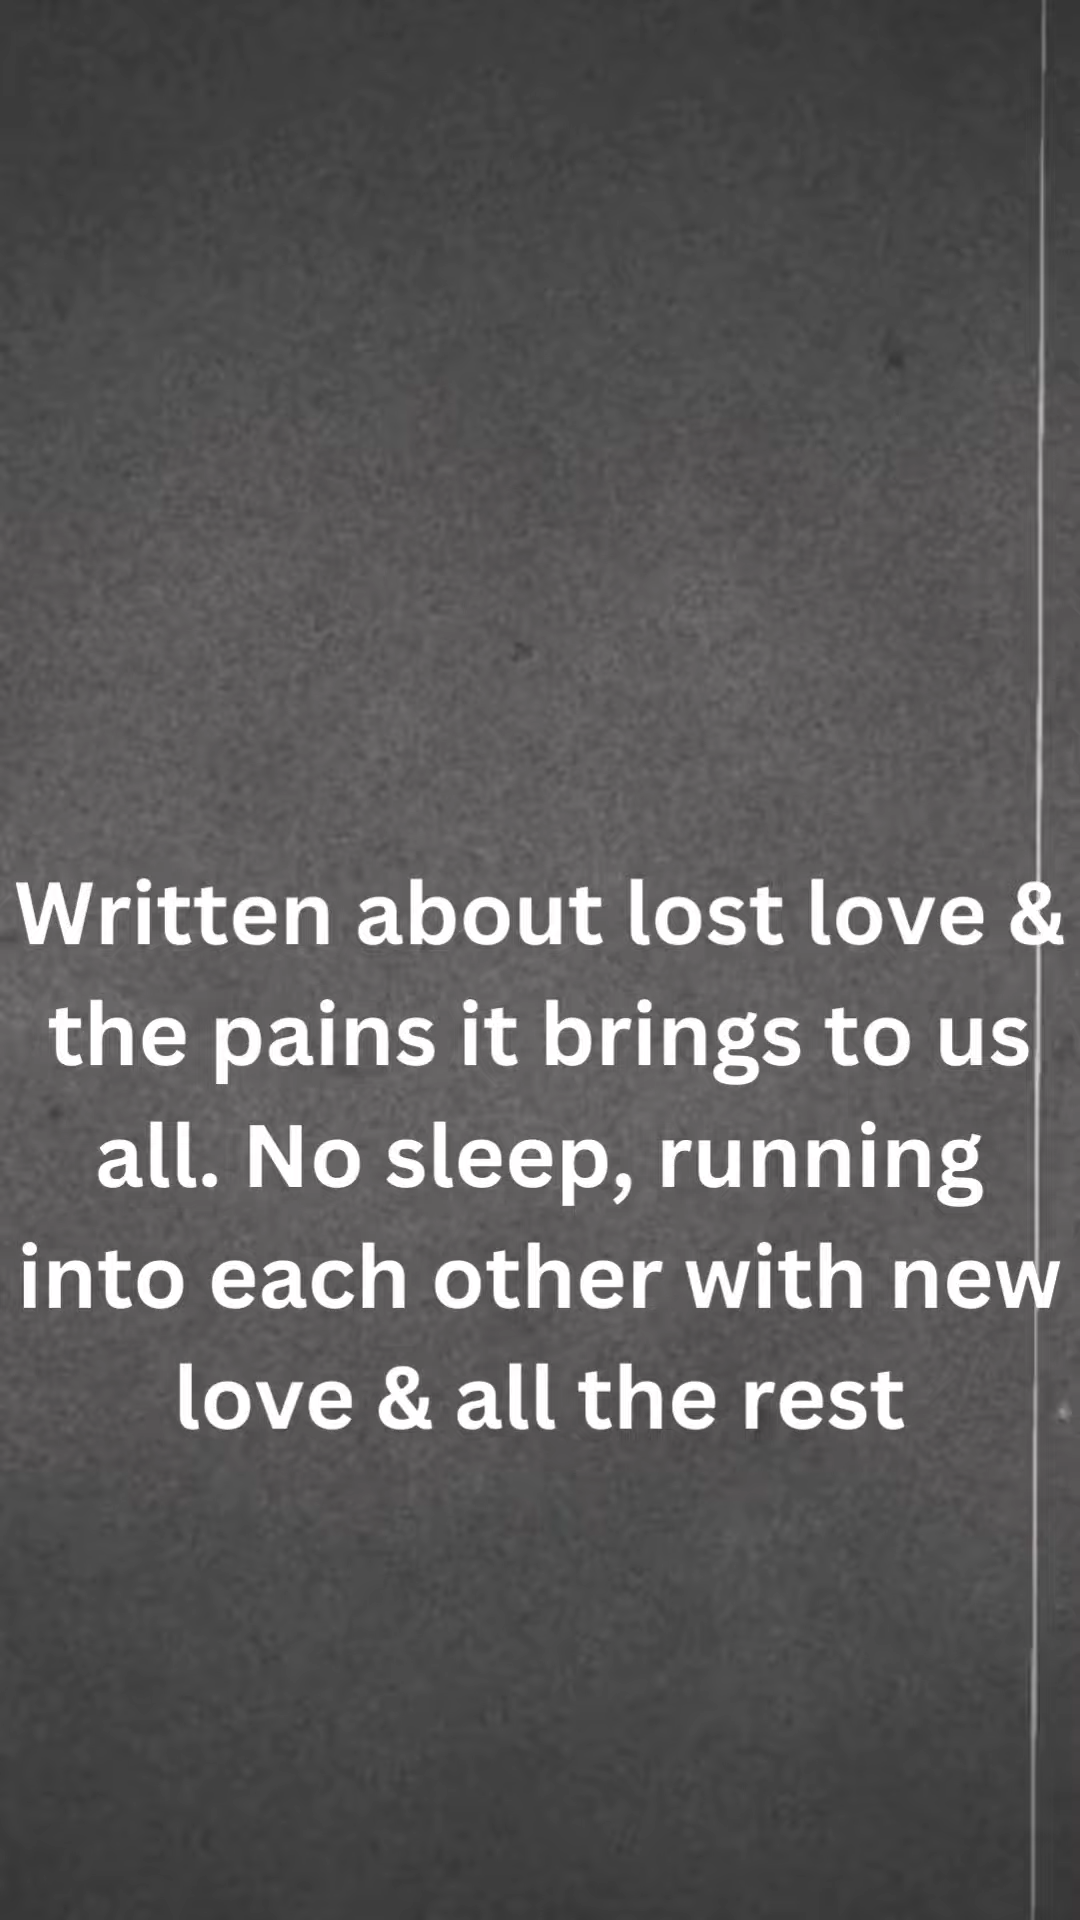 Written about lost love &
the pains it brings to us
all. No sleep, running
into each other with new
love & all the rest